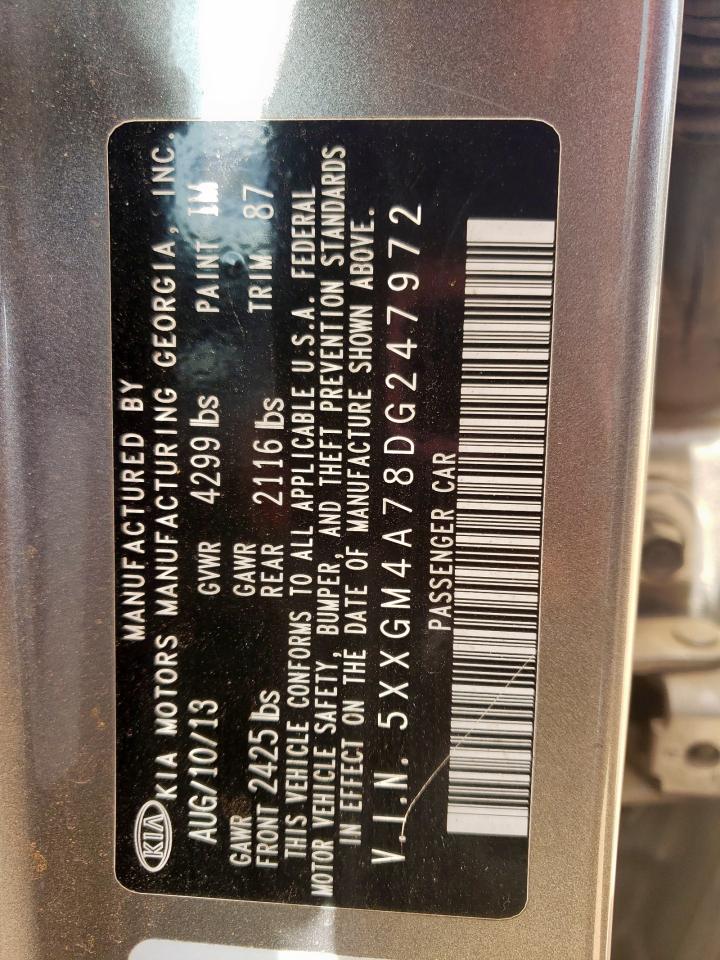 MANUFACTURED BY
KIA KIA MOTORS MANUFACTURING GEORGIA, INC.
AUG/10/13 GVWR 4299 lbs PAINT IM
GAWR FRONT 2425 lbs GAWR REAR 2116 lbs TRIM 87
THIS VEHICLE CONFORMS TO ALL APPLICABLE U.S.A. FEDERAL
MOTOR VEHICLE SAFETY, BUMPER, AND THEFT PREVENTION STANDARDS
IN EFFECT ON THE DATE OF MANUFACTURE SHOWN ABOVE.
V.I.N. 5XXGM4A78DG247972
PASSENGER CAR